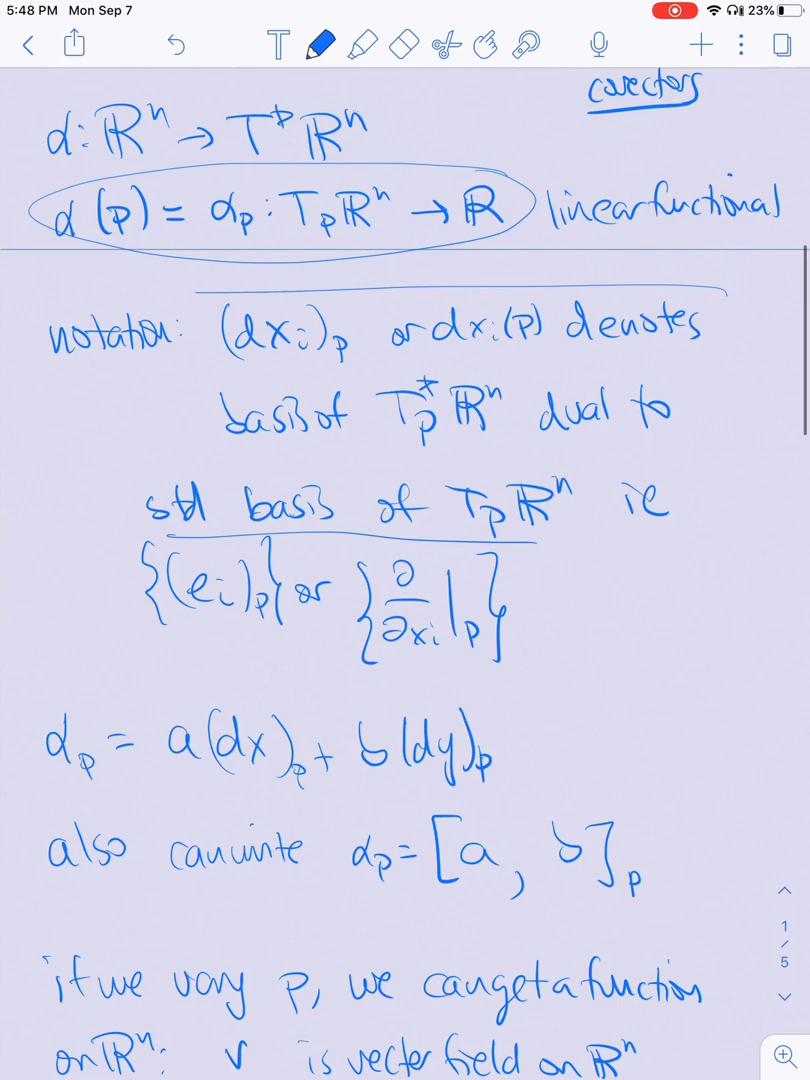 5:48 PM Mon Sep 7
23%
T
covectors
α: ℝⁿ → T*ℝⁿ
α(p) = αₚ : Tₚℝⁿ → ℝ linear fuctional
notation: (dxᵢ)ₚ or dxᵢ(p) denotes
basis of Tₚ*ℝⁿ dual to
std basis of Tₚℝⁿ ie
{(eᵢ)ₚ} or {∂/∂xᵢ|ₚ}
αₚ = a(dx)ₚ + b(dy)ₚ
also can write αₚ = [a, b]ₚ
1
/
5
if we vary p, we can get a function
on ℝⁿ: v is vector field on ℝⁿ